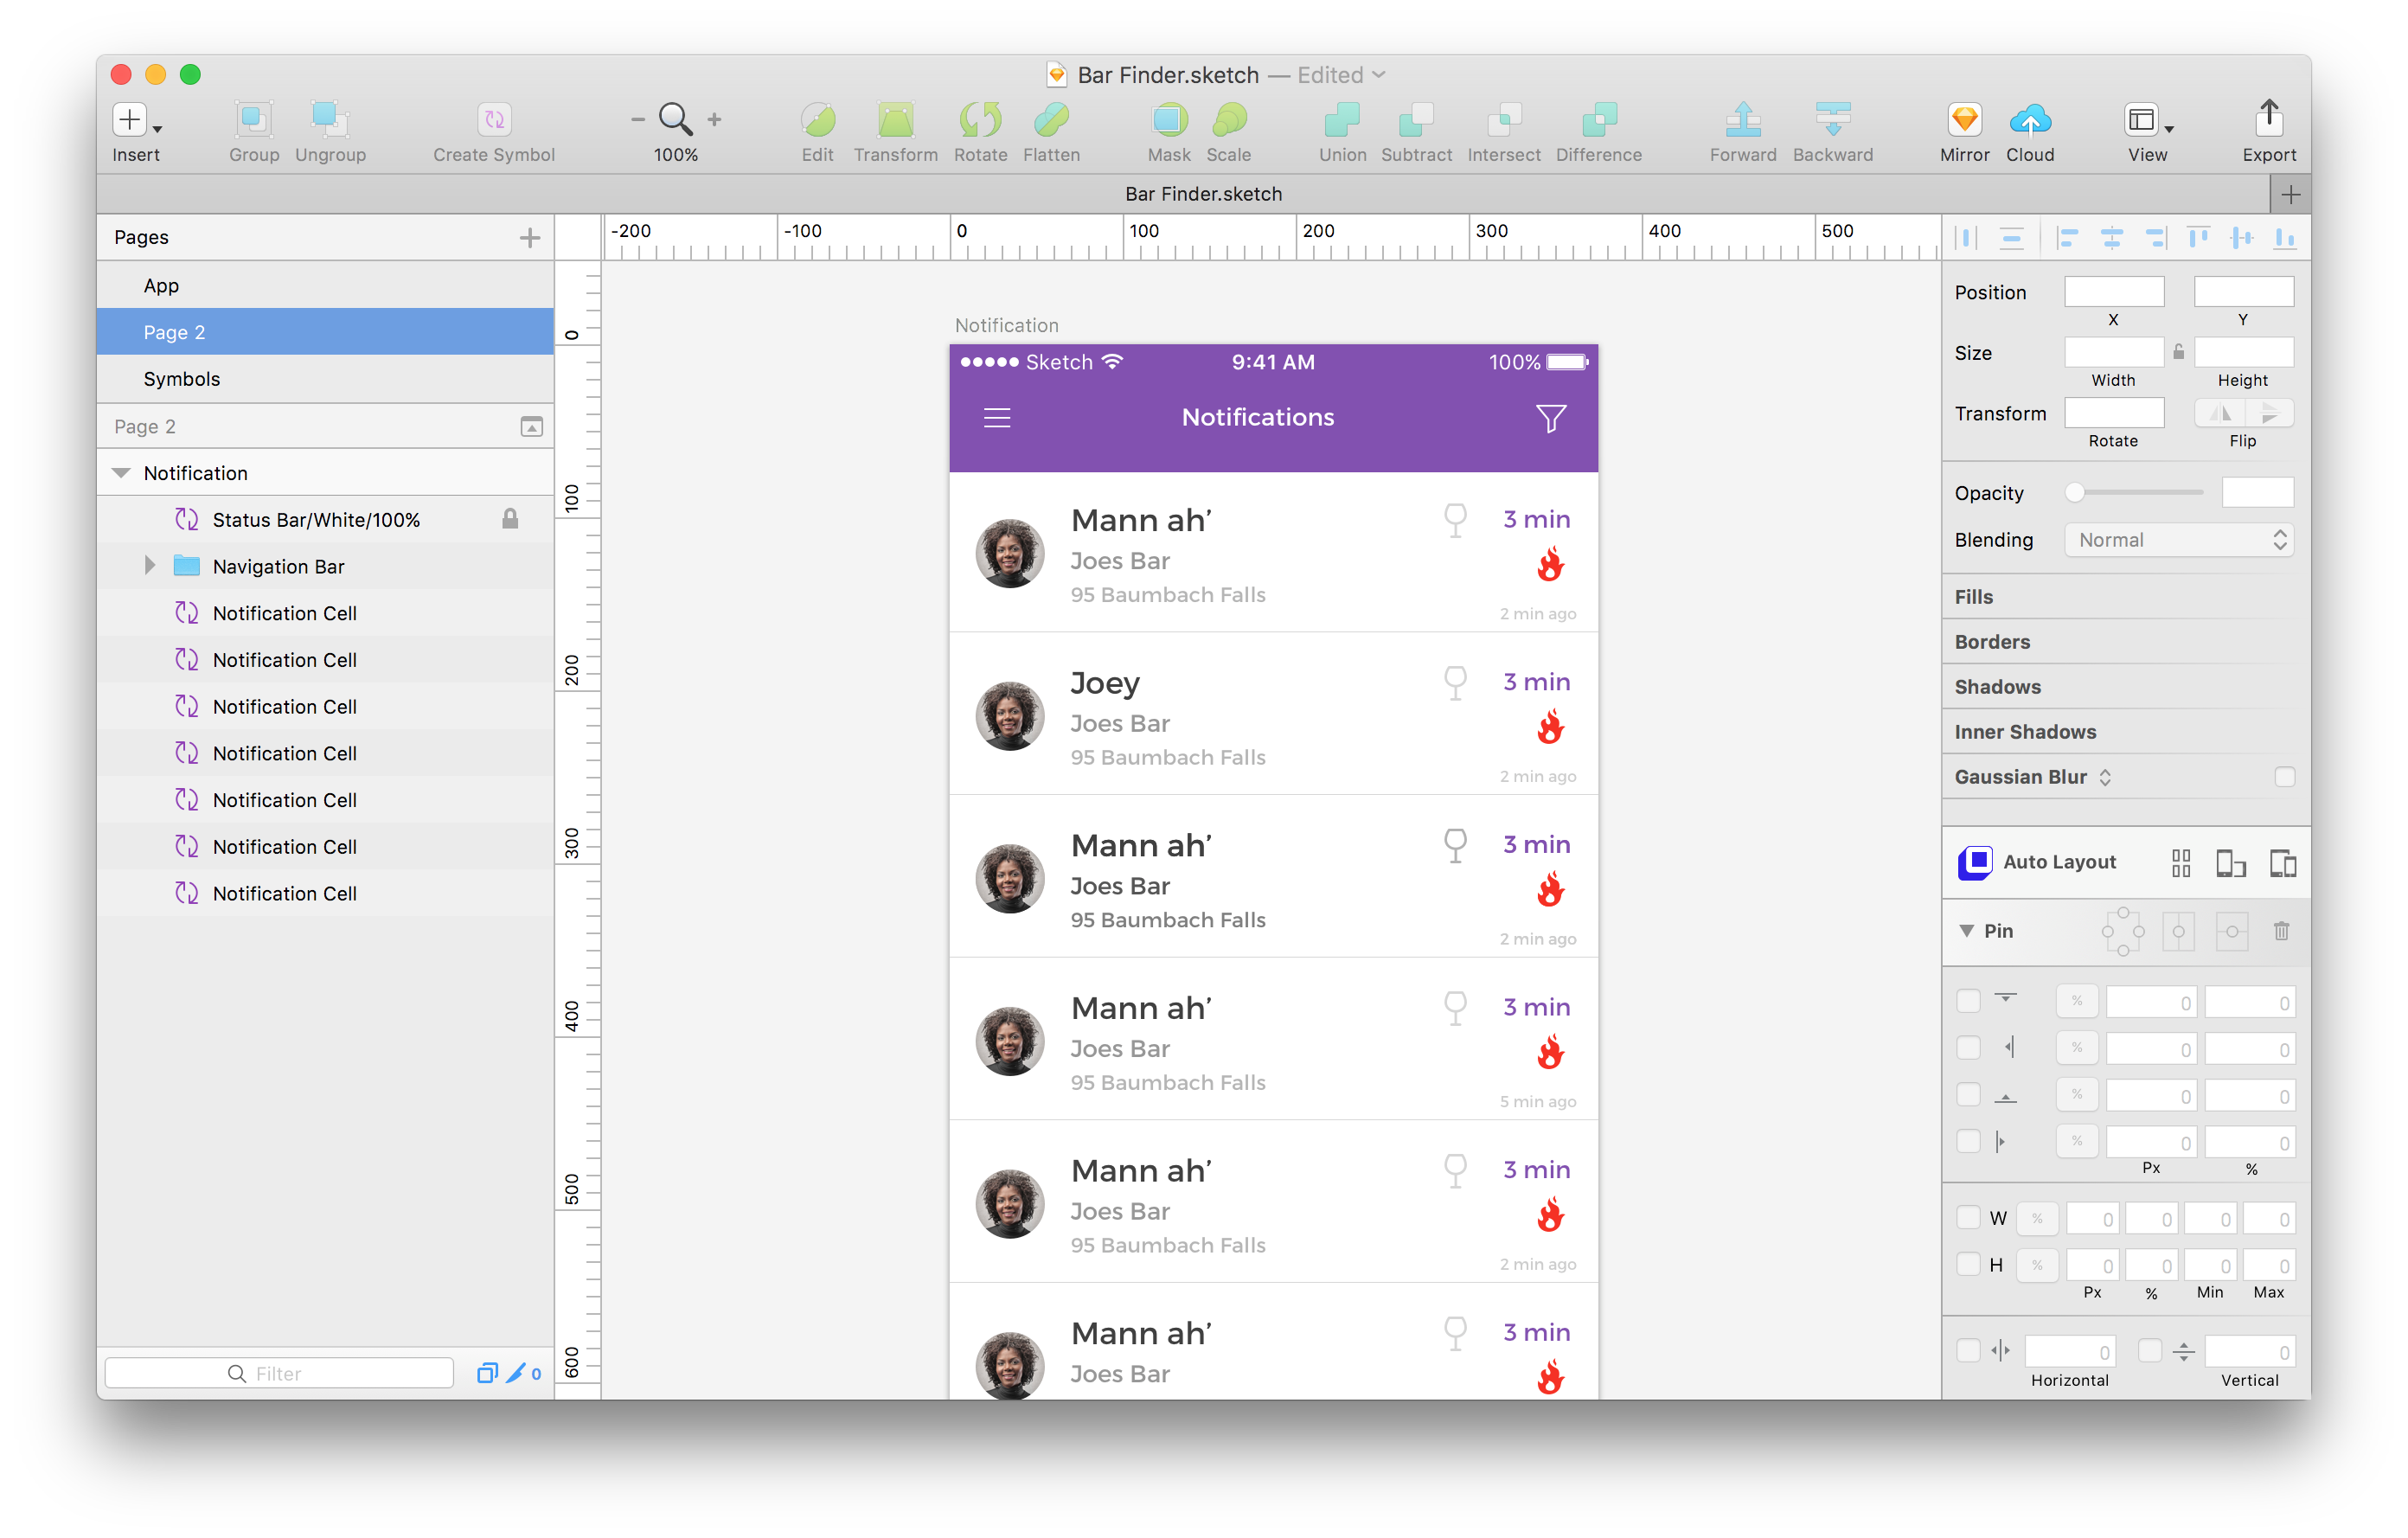 Bar Finder.sketch — Edited
Insert
Group
Ungroup
Create Symbol
100%
Edit
Transform
Rotate
Flatten
Mask
Scale
Union
Subtract
Intersect
Difference
Forward
Backward
Mirror
Cloud
View
Export
Bar Finder.sketch
Pages
App
Page 2
Symbols
Page 2
Notification
Status Bar/White/100%
Navigation Bar
Notification Cell
Notification Cell
Notification Cell
Notification Cell
Notification Cell
Notification Cell
Notification Cell
Filter
0
-200 -100 0 100 200 300 400 500
0
100
200
300
400
500
600
Notification
Sketch 9:41 AM 100%
Notifications
Mann ah’ 3 min
Joes Bar
95 Baumbach Falls
2 min ago
Joey 3 min
Joes Bar
95 Baumbach Falls
2 min ago
Mann ah’ 3 min
Joes Bar
95 Baumbach Falls
2 min ago
Mann ah’ 3 min
Joes Bar
95 Baumbach Falls
5 min ago
Mann ah’ 3 min
Joes Bar
95 Baumbach Falls
2 min ago
Mann ah’ 3 min
Joes Bar
Position
X Y
Size
Width Height
Transform
Rotate Flip
Opacity
Blending Normal
Fills
Borders
Shadows
Inner Shadows
Gaussian Blur
Auto Layout
Pin
% 0 0
% 0 0
% 0 0
% 0 0
Px %
W % 0 0 0 0
H % 0 0 0 0
Px % Min Max
0 0
Horizontal Vertical